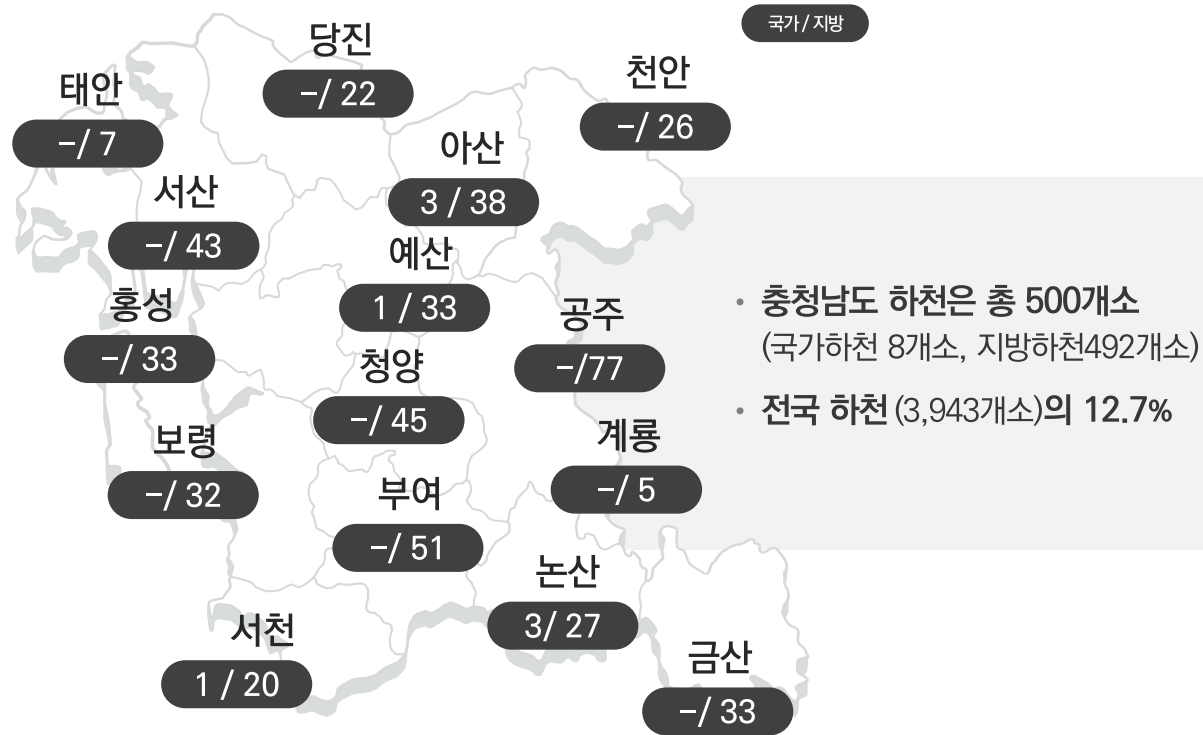 국가 / 지방
당진
–/ 22
천안
–/ 26
태안
–/ 7
아산
3 / 38
서산
–/ 43
예산
1 / 33
홍성
–/ 33
공주
–/77
청양
–/ 45
계룡
–/ 5
보령
–/ 32
부여
–/ 51
논산
3/ 27
서천
1 / 20
금산
–/ 33
• 충청남도 하천은 총 500개소
(국가하천 8개소, 지방하천492개소)
• 전국 하천 (3,943개소)의 12.7%